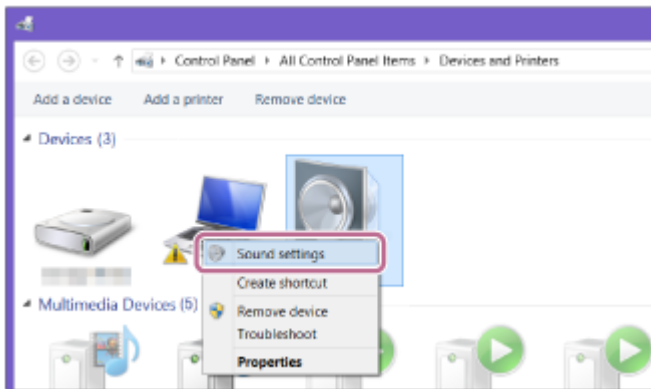 Control Panel All Control Panel Items Devices and Printers
Add a device Add a printer Remove device
Devices (3)
Sound settings
Create shortcut
Multimedia Devices (5)
Remove device
Troubleshoot
Properties